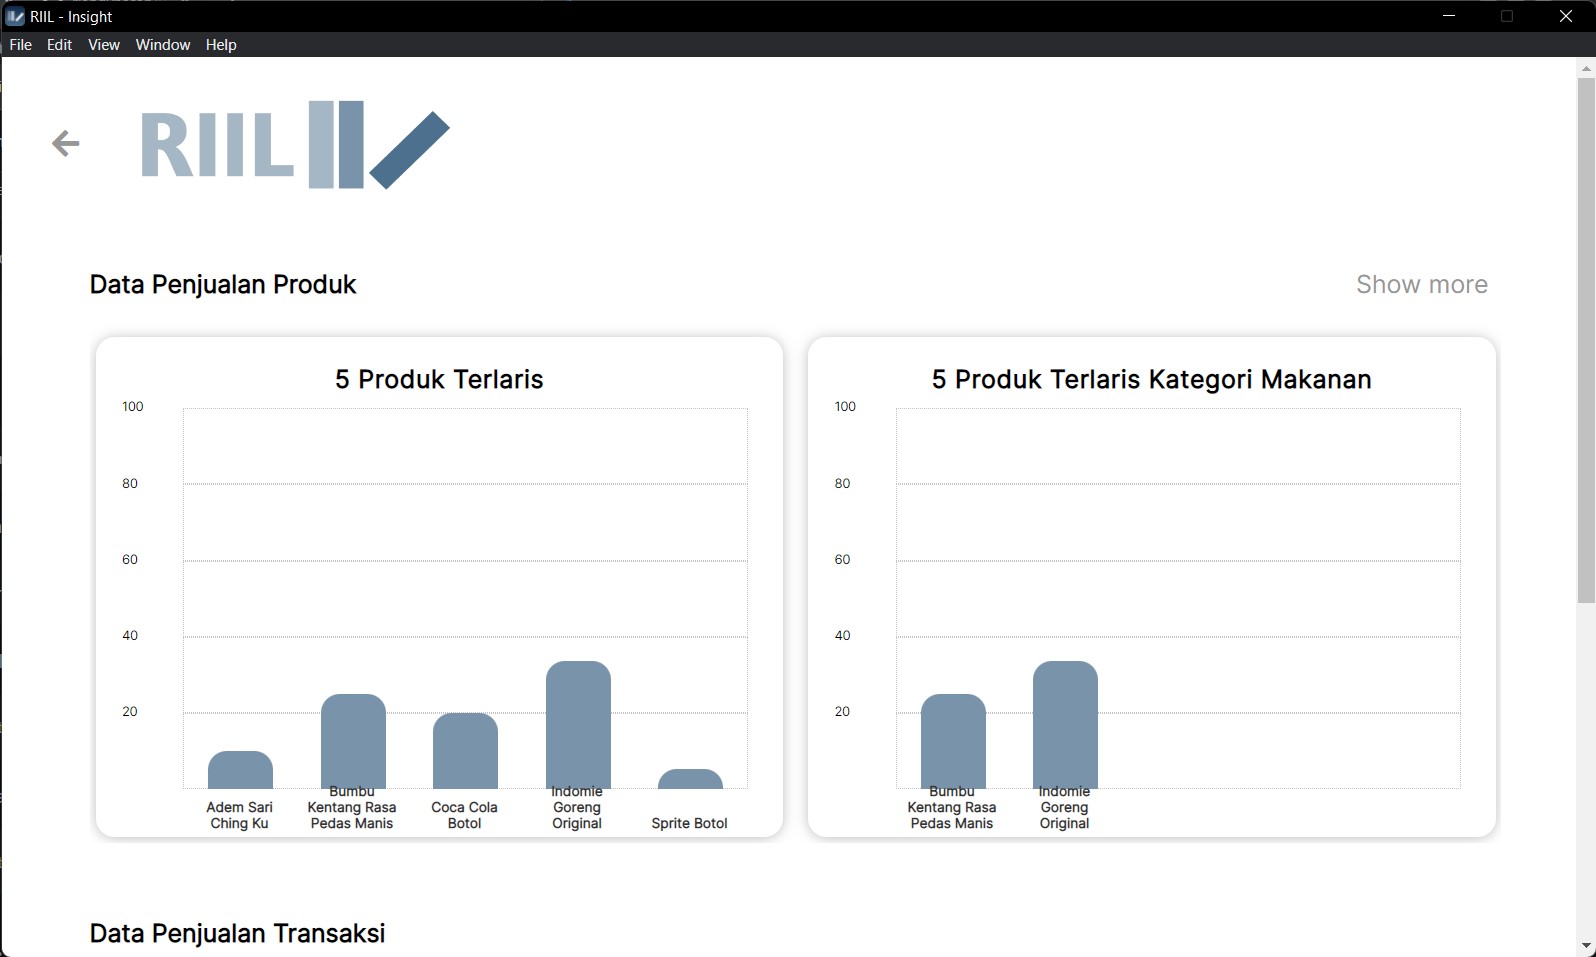 RIIL - Insight
File Edit View Window Help
RIIL
Data Penjualan Produk
Show more
5 Produk Terlaris
100
80
60
40
20
Adem Sari
Ching Ku
Bumbu
Kentang Rasa
Pedas Manis
Coca Cola
Botol
Indomie
Goreng
Original
Sprite Botol
5 Produk Terlaris Kategori Makanan
100
80
60
40
20
Bumbu
Kentang Rasa
Pedas Manis
Indomie
Goreng
Original
Data Penjualan Transaksi